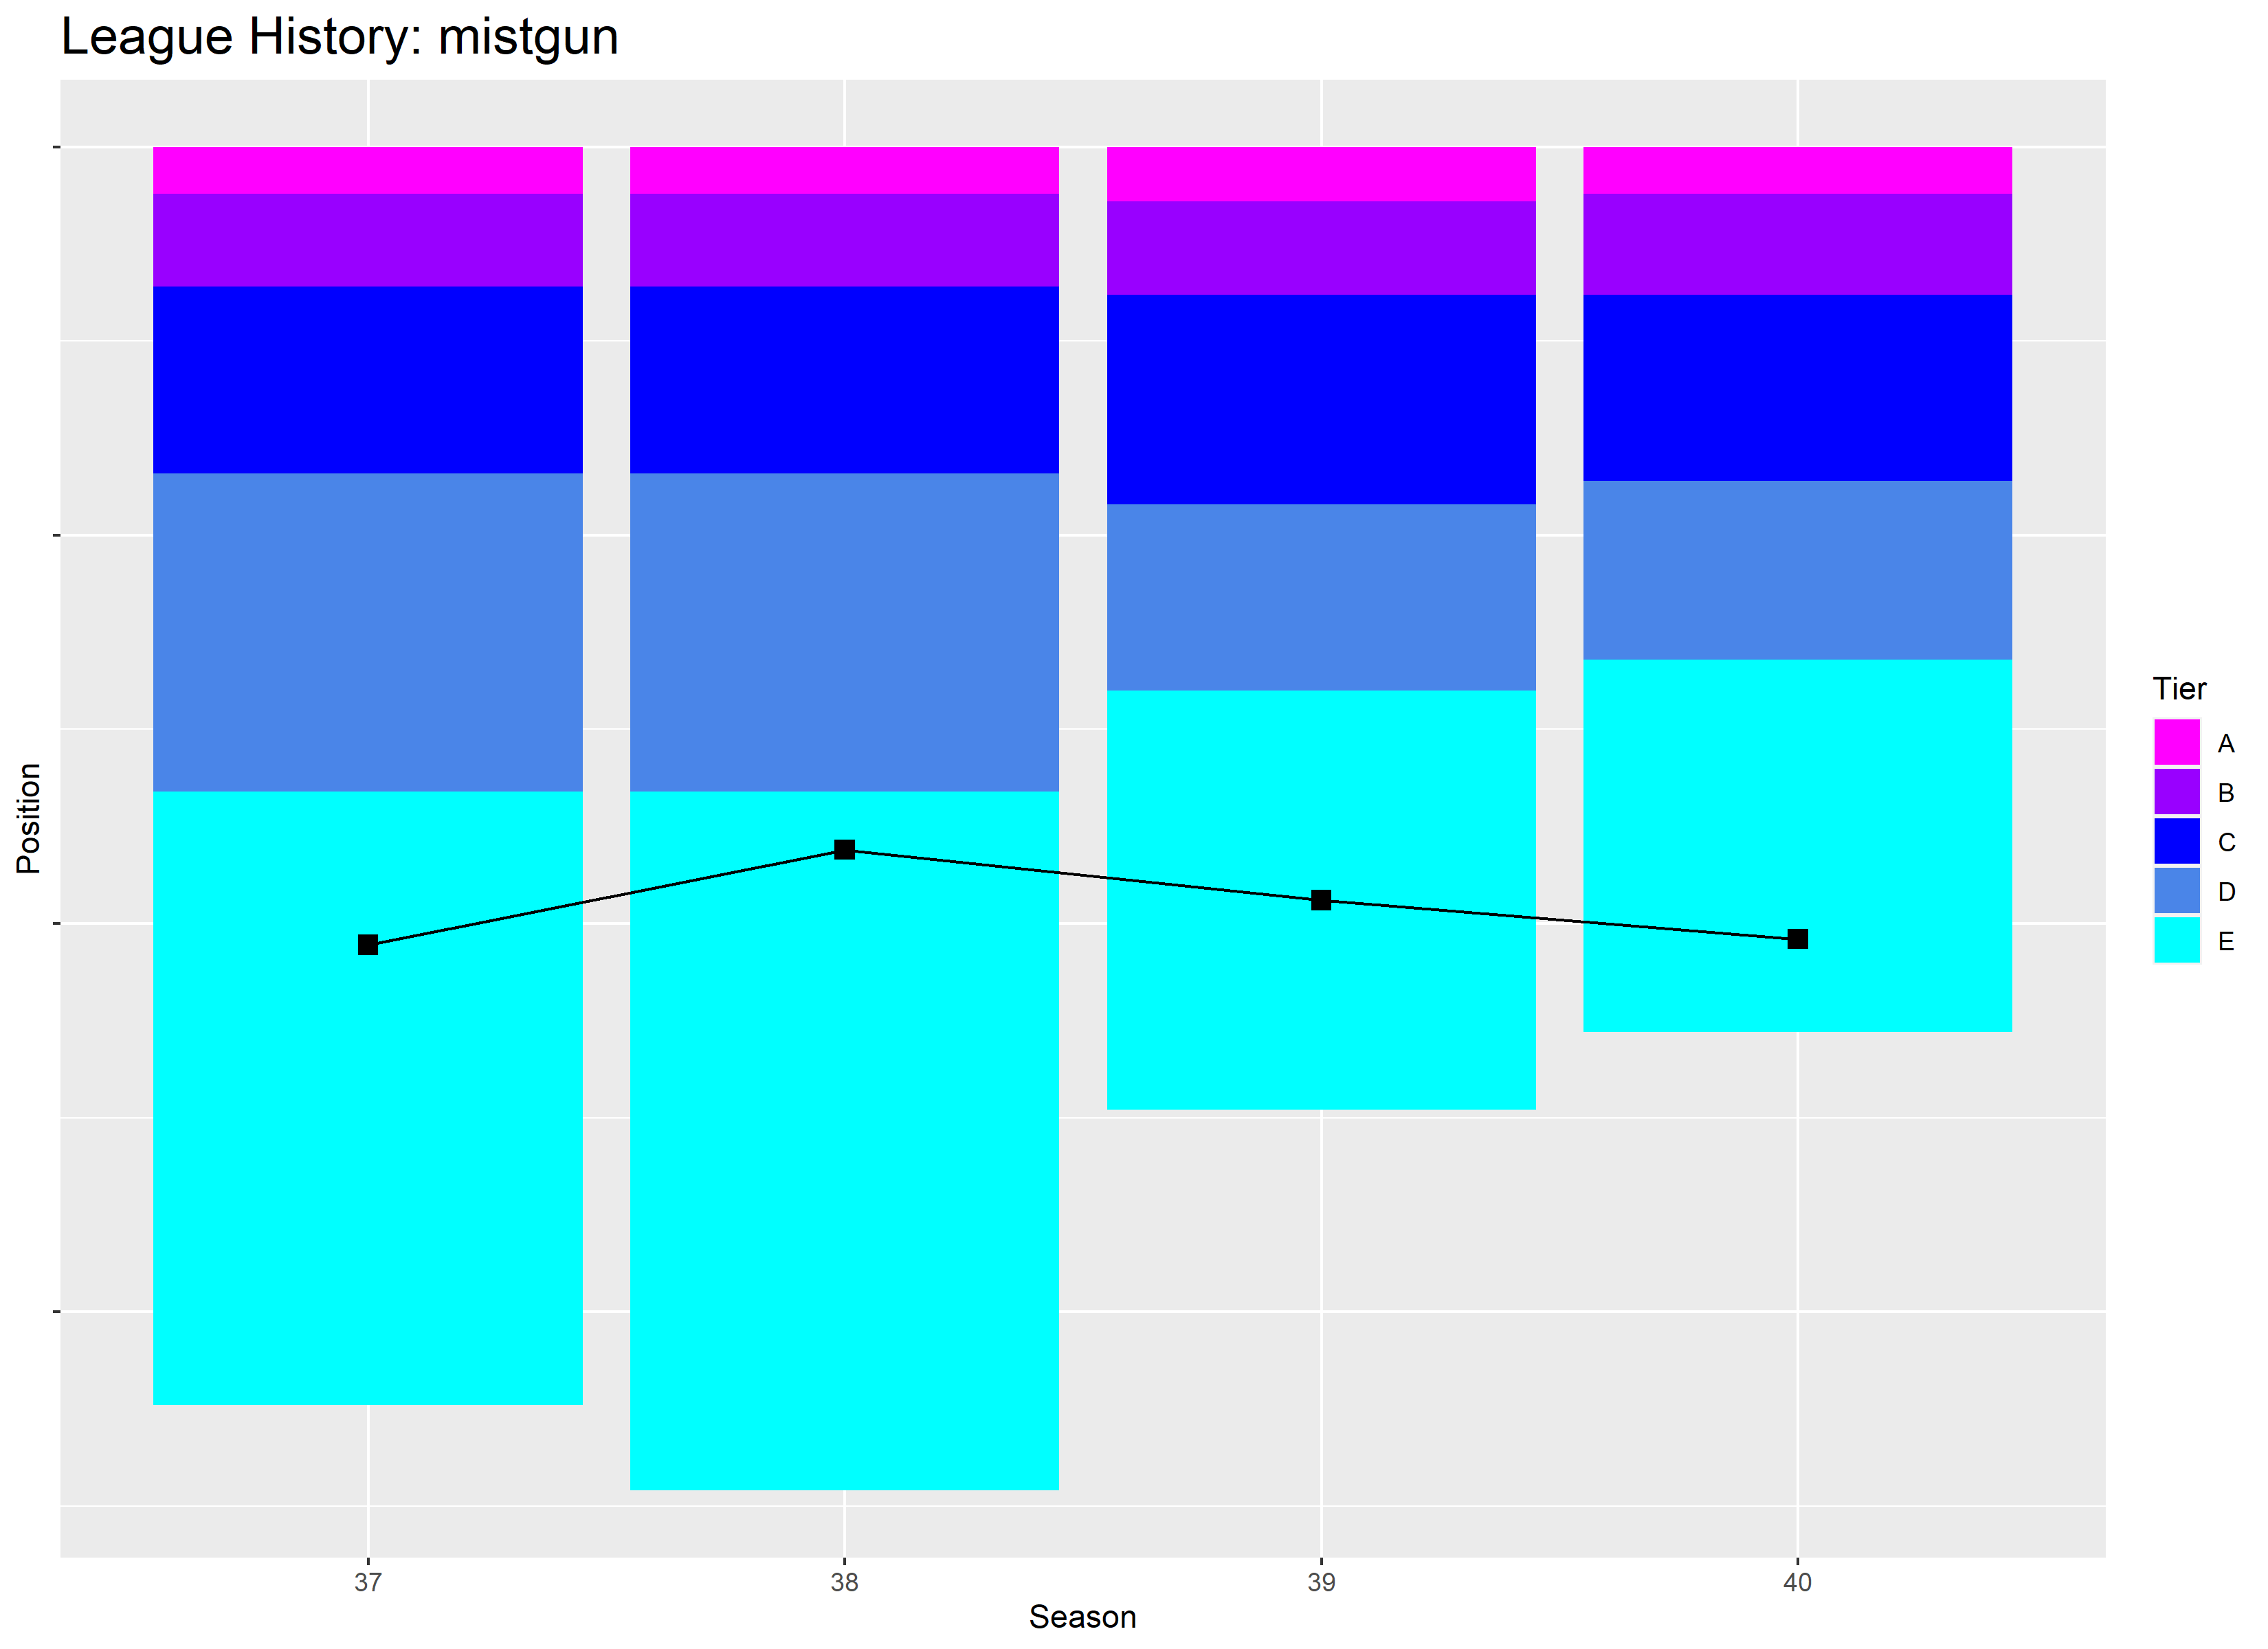 League History: mistgun
Position
37
38
39
40
Season
Tier
A
B
C
D
E